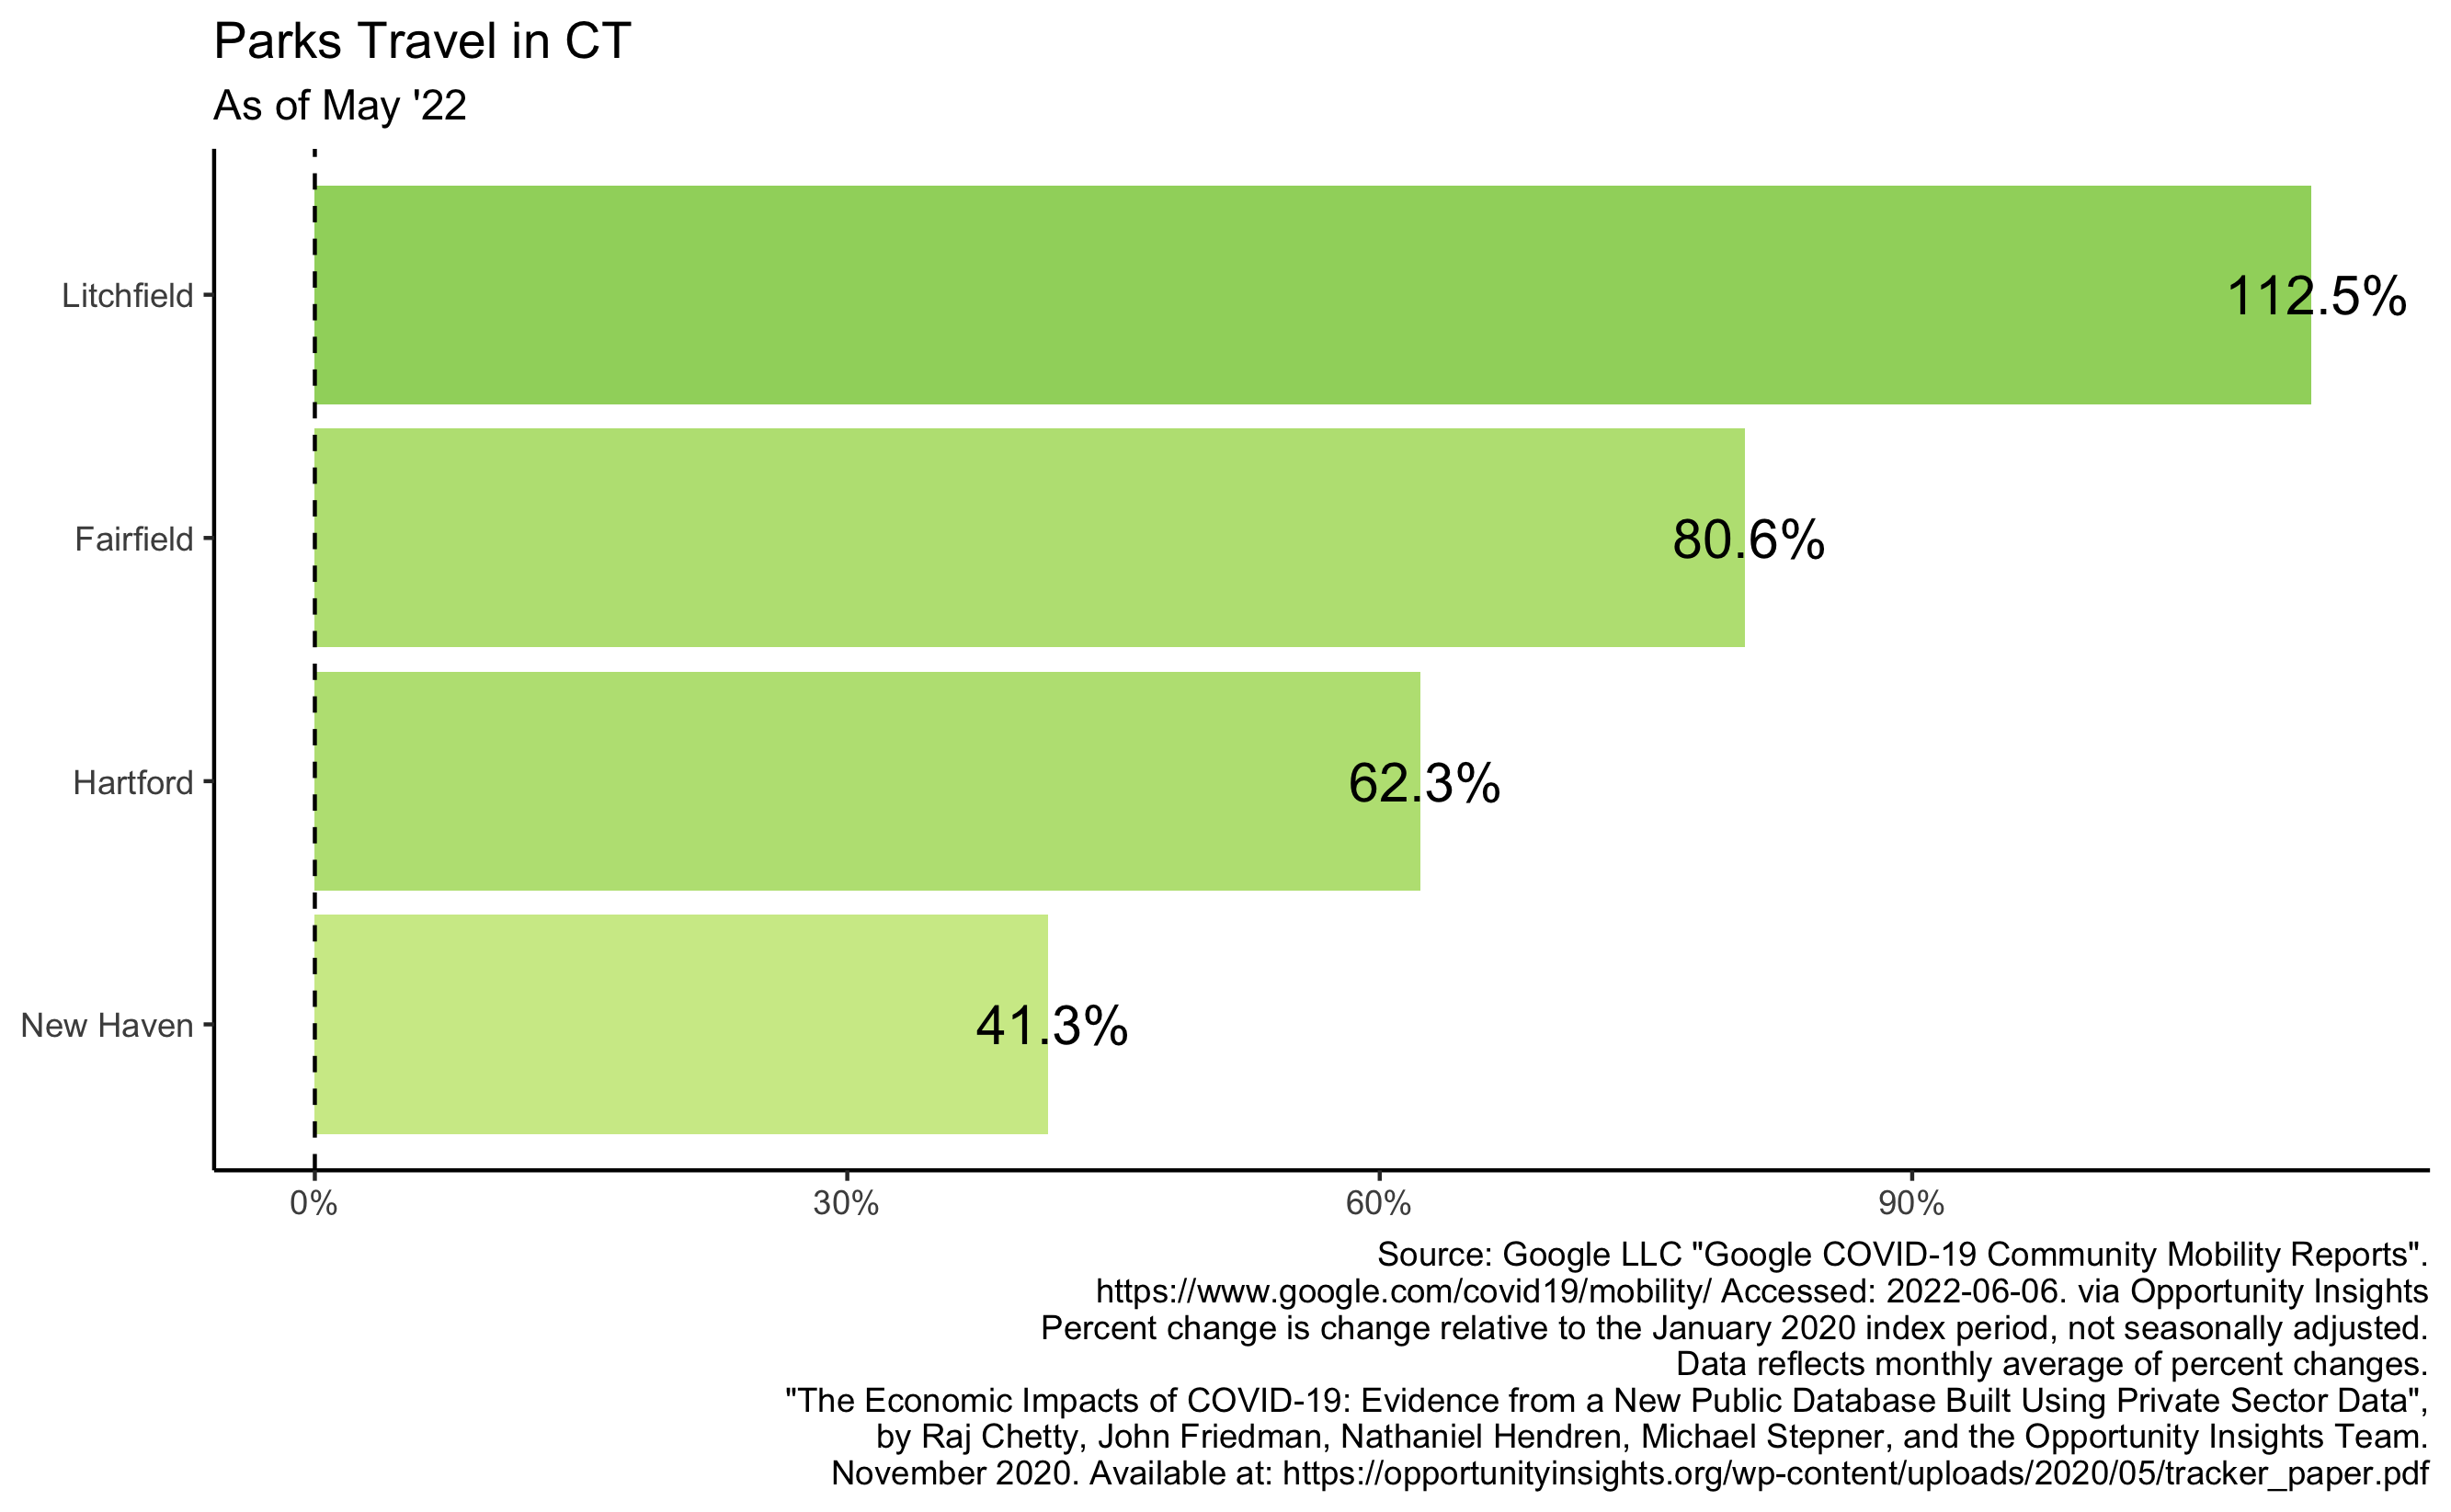 Parks Travel in CT
As of May '22
Litchfield
112.5%
Fairfield
80.6%
Hartford
62.3%
New Haven
41.3%
0% 30% 60% 90%
Source: Google LLC "Google COVID-19 Community Mobility Reports".
https://www.google.com/covid19/mobility/ Accessed: 2022-06-06. via Opportunity Insights
Percent change is change relative to the January 2020 index period, not seasonally adjusted.
Data reflects monthly average of percent changes.
"The Economic Impacts of COVID-19: Evidence from a New Public Database Built Using Private Sector Data",
by Raj Chetty, John Friedman, Nathaniel Hendren, Michael Stepner, and the Opportunity Insights Team.
November 2020. Available at: https://opportunityinsights.org/wp-content/uploads/2020/05/tracker_paper.pdf